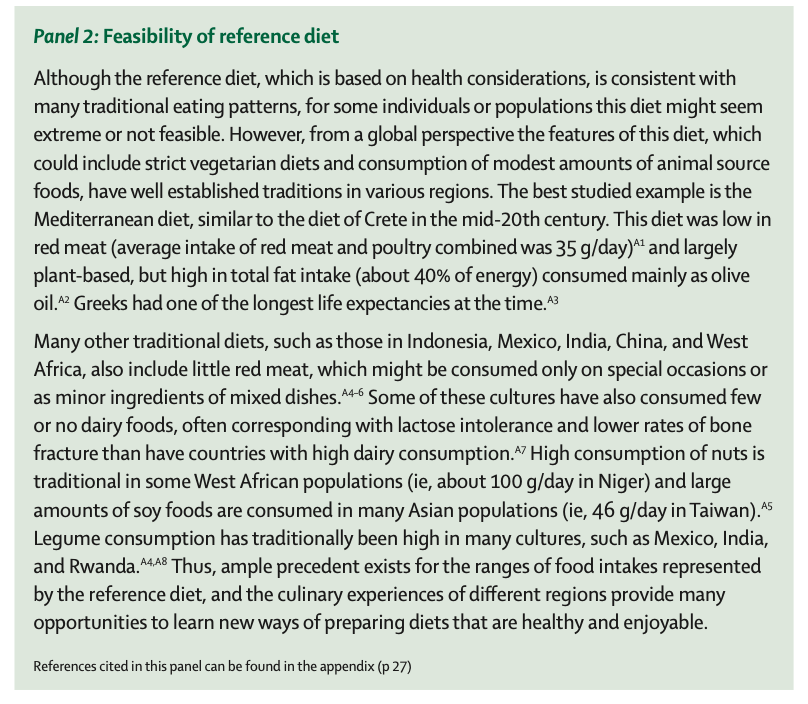 Panel 2: Feasibility of reference diet
Although the reference diet, which is based on health considerations, is consistent with
many traditional eating patterns, for some individuals or populations this diet might seem
extreme or not feasible. However, from a global perspective the features of this diet, which
could include strict vegetarian diets and consumption of modest amounts of animal source
foods, have well established traditions in various regions. The best studied example is the
Mediterranean diet, similar to the diet of Crete in the mid-20th century. This diet was low in
red meat (average intake of red meat and poultry combined was 35 g/day)A1 and largely
plant-based, but high in total fat intake (about 40% of energy) consumed mainly as olive
oil.A2 Greeks had one of the longest life expectancies at the time.A3
Many other traditional diets, such as those in Indonesia, Mexico, India, China, and West
Africa, also include little red meat, which might be consumed only on special occasions or
as minor ingredients of mixed dishes.A4–6 Some of these cultures have also consumed few
or no dairy foods, often corresponding with lactose intolerance and lower rates of bone
fracture than have countries with high dairy consumption.A7 High consumption of nuts is
traditional in some West African populations (ie, about 100 g/day in Niger) and large
amounts of soy foods are consumed in many Asian populations (ie, 46 g/day in Taiwan).A5
Legume consumption has traditionally been high in many cultures, such as Mexico, India,
and Rwanda.A4,A8 Thus, ample precedent exists for the ranges of food intakes represented
by the reference diet, and the culinary experiences of different regions provide many
opportunities to learn new ways of preparing diets that are healthy and enjoyable.
References cited in this panel can be found in the appendix (p 27)